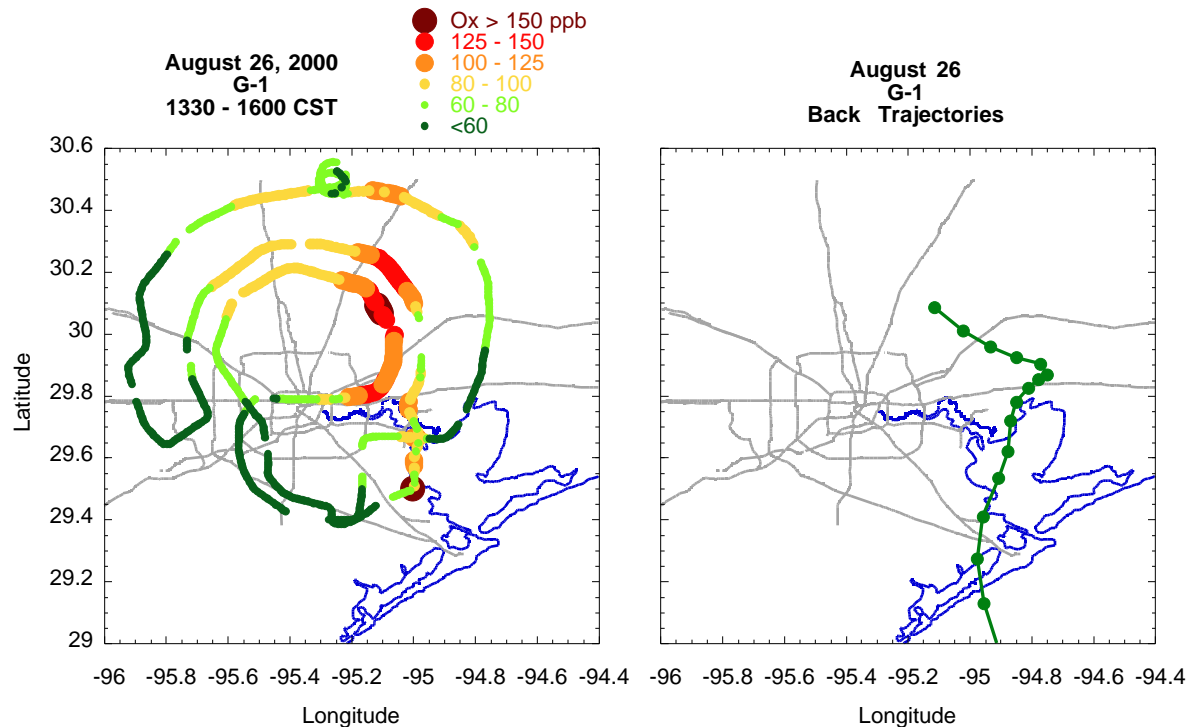 August 26, 2000
G-1
1330 - 1600 CST
Ox > 150 ppb
125 - 150
100 - 125
80 - 100
60 - 80
<60
August 26
G-1
Back Trajectories
30.6
30.4
30.2
30
29.8
29.6
29.4
29.2
29
Latitude
-96 -95.8 -95.6 -95.4 -95.2 -95 -94.8 -94.6 -94.4
Longitude
-96 -95.8 -95.6 -95.4 -95.2 -95 -94.8 -94.6 -94.4
Longitude